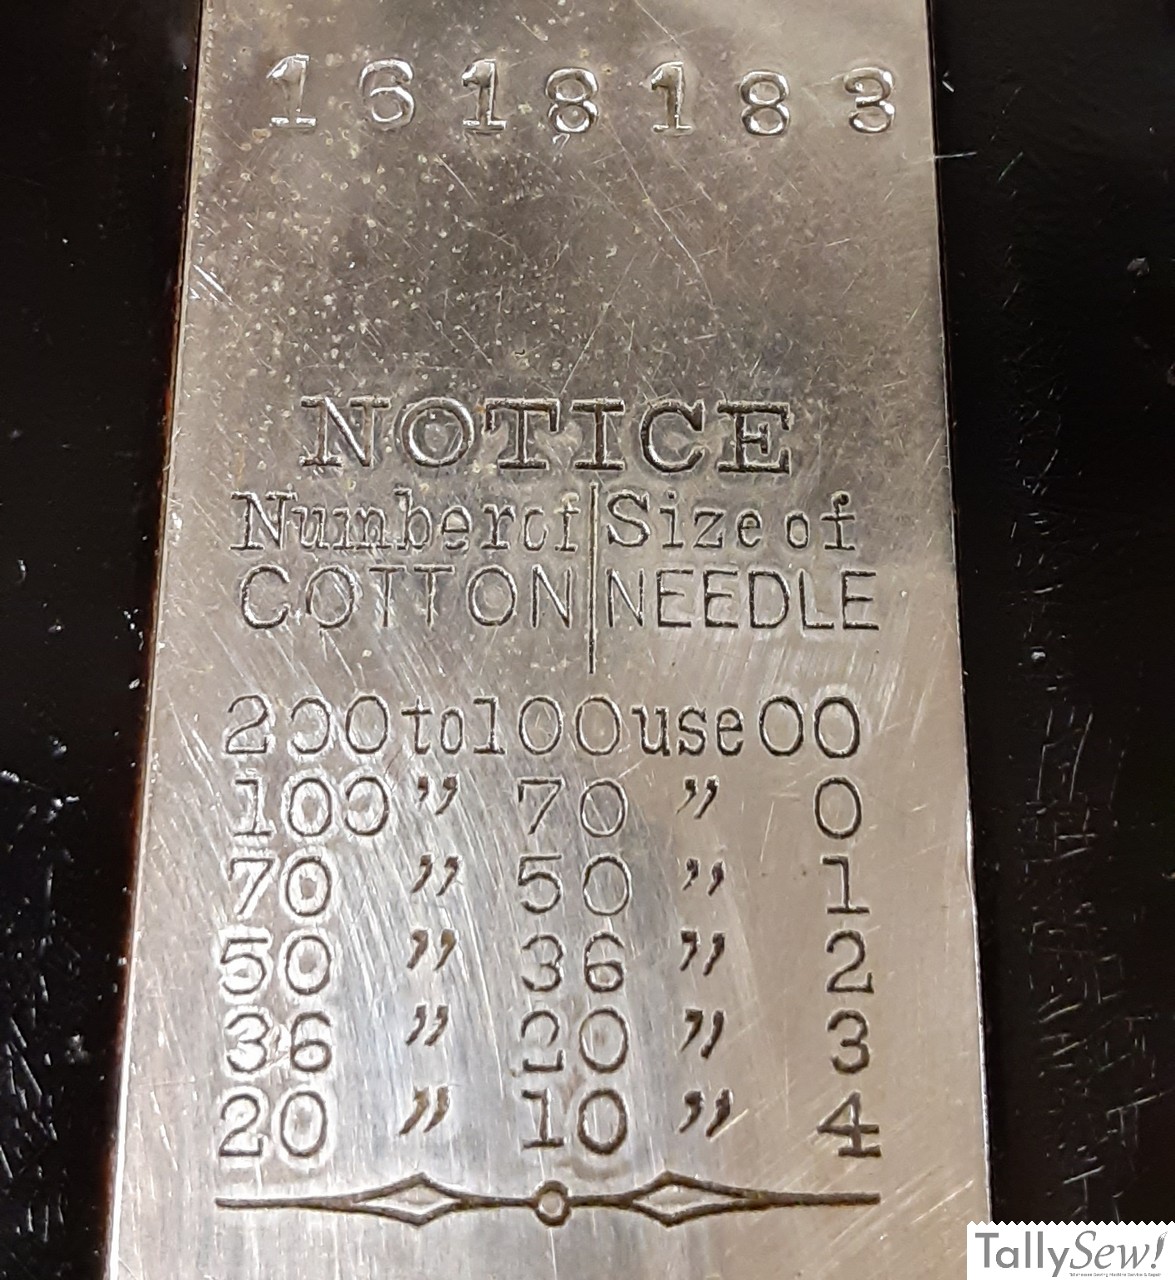 1618183
NOTICE
Number of | Size of
COTTON | NEEDLE
200 to 100 use 00
100 " 70 " 0
70 " 50 " 1
50 " 36 " 2
36 " 20 " 3
20 " 10 " 4
TallySew!